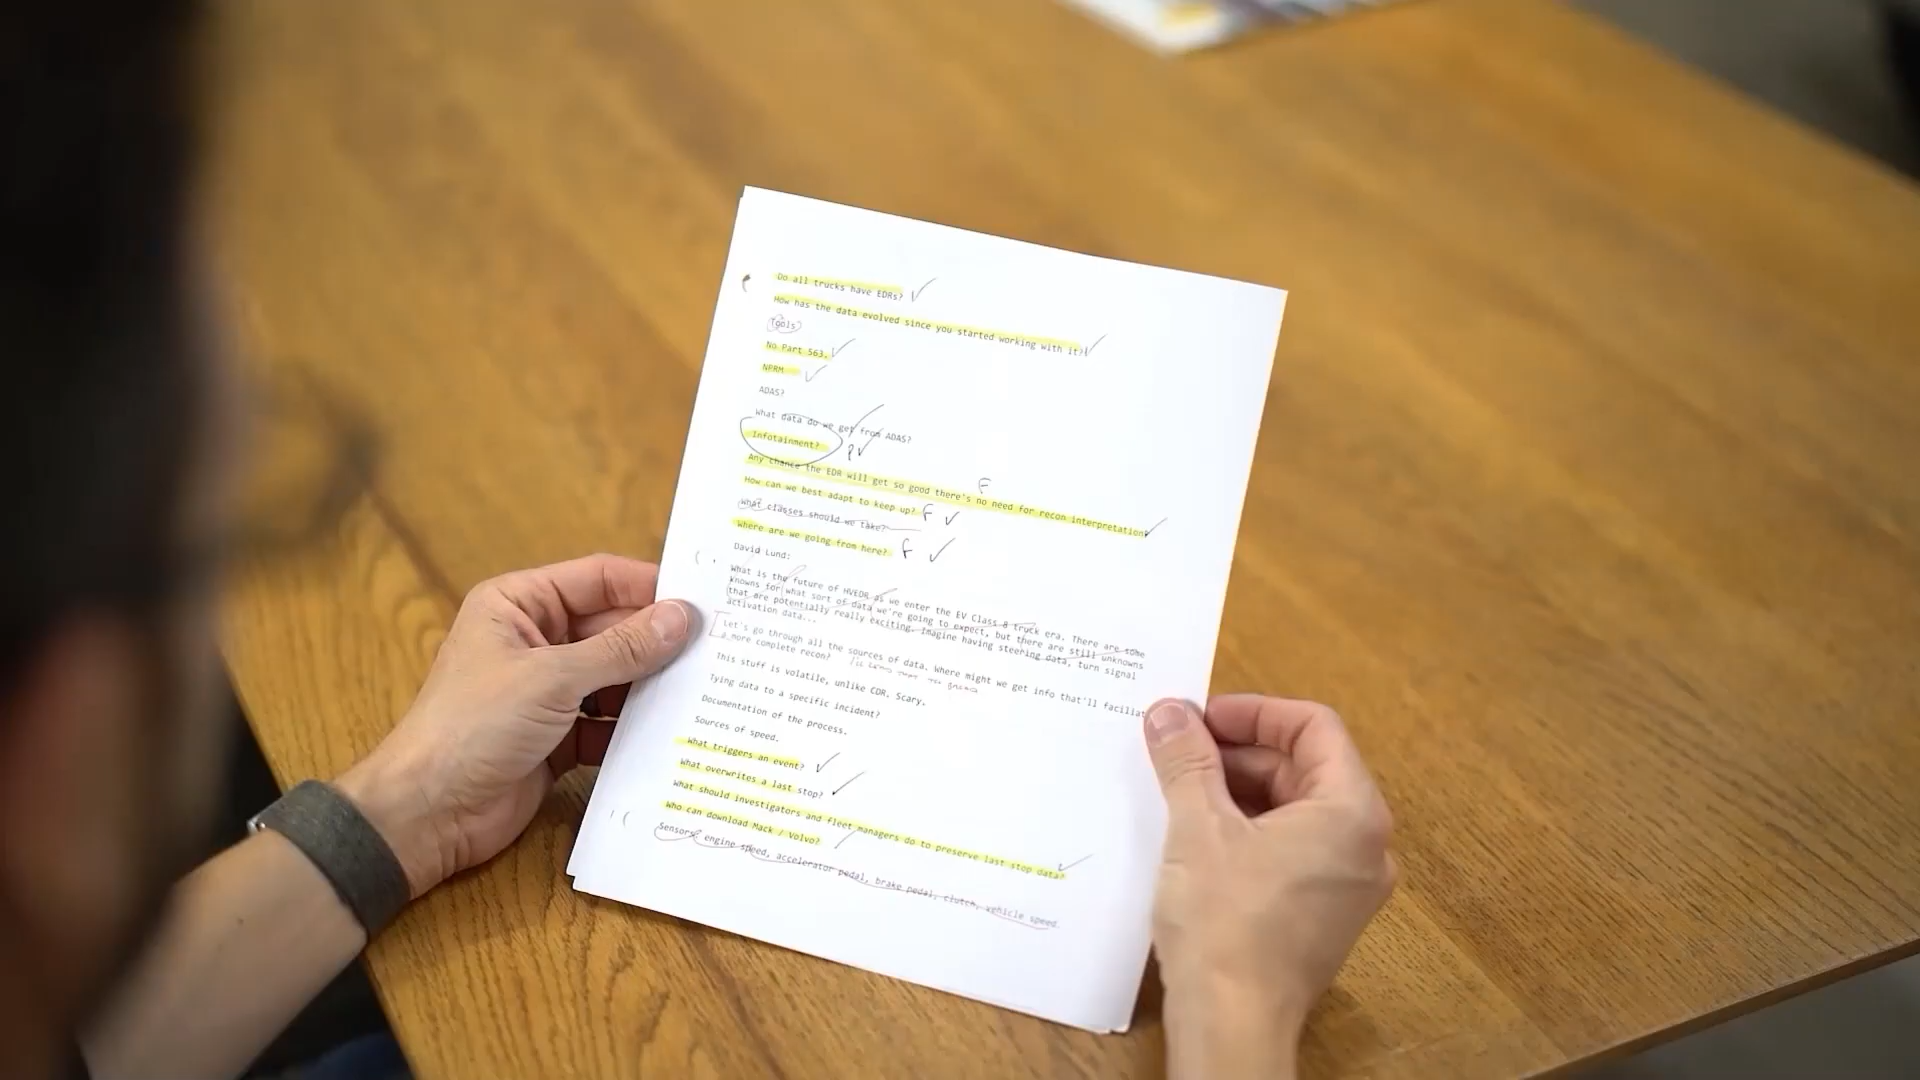 Do all trucks have EDRs?
How has the data evolved since you started working with it?
Tools
No Part 563.
NPRM
ADAS?
What data do we get from ADAS?
Infotainment?
Any chance the EDR will get so good there's no need for recon interpretation? F
How can we best adapt to keep up? F
What classes should we take?
Where are we going from here? F
David Lund:
What is the future of HVEDR as we enter the EV Class 8 truck era. There are some
knowns for what sort of data we're going to expect, but there are still unknowns
that are potentially really exciting. Imagine having steering data, turn signal
activation data...
Let's go through all the sources of data. Where might we get info that'll faciliat
a more complete recon?
This stuff is volatile, unlike CDR. Scary.
Tying data to a specific incident?
Documentation of the process.
Sources of speed.
What triggers an event?
What overwrites a last stop?
What should investigators and fleet managers do to preserve last stop data?
Who can download Mack / Volvo?
Sensors: engine speed, accelerator pedal, brake pedal, clutch, vehicle speed.